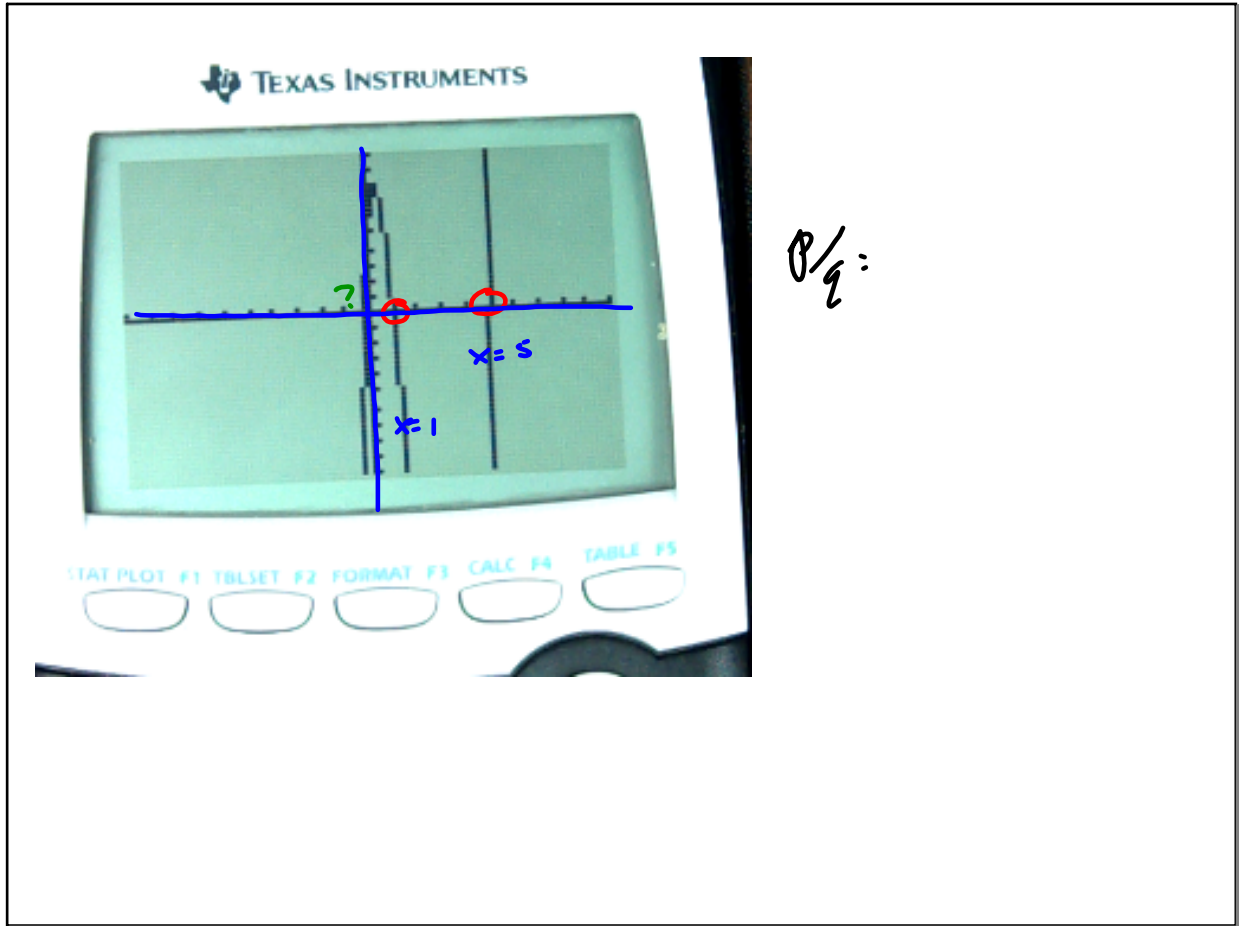 TEXAS INSTRUMENTS
P/q:
?
x = 5
x = 1
STAT PLOT F1 TBLSET F2 FORMAT F3 CALC F4 TABLE F5